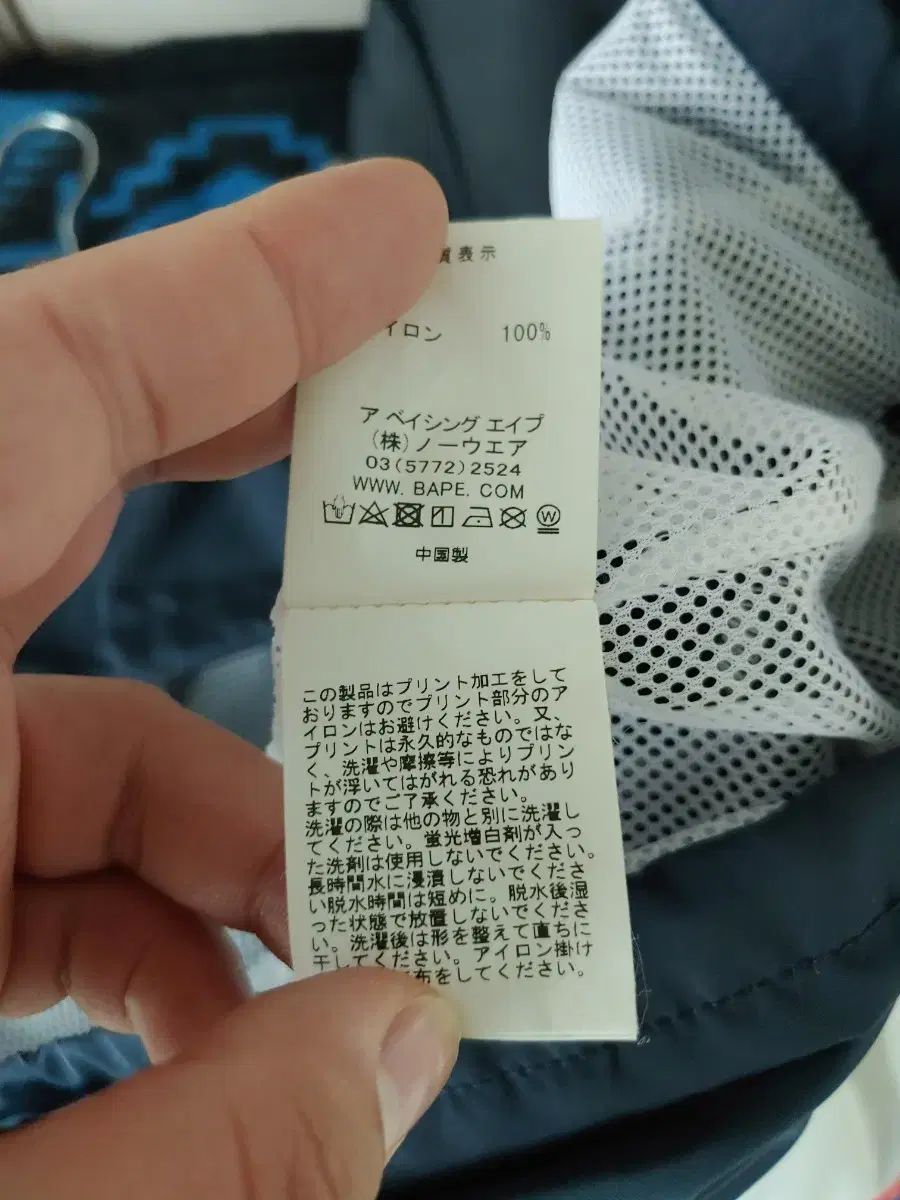 質表示
イロン 100%
ア ベイシング エイプ
(株) ノーウエア
03(5772)2524
WWW. BAPE. COM
中国製
この製品はプリント加工をして
おりますのでプリント部分のア
イロンはお避けください。又、
プリントは永久的なものではな
く、洗濯や摩擦等によりプリン
トが浮いてはがれる恐れがあり
ますのでご了承ください。
洗濯の際は他の物と別に洗濯し
てください。蛍光増白剤が入っ
た洗剤は使用しないでください。
長時間水に浸漬しないでくださ
い脱水時間は短めに。脱水後湿
った状態で放置しないでくださ
い。洗濯後は形を整えて直ちに
干してください。アイロン掛け
布をしてください。